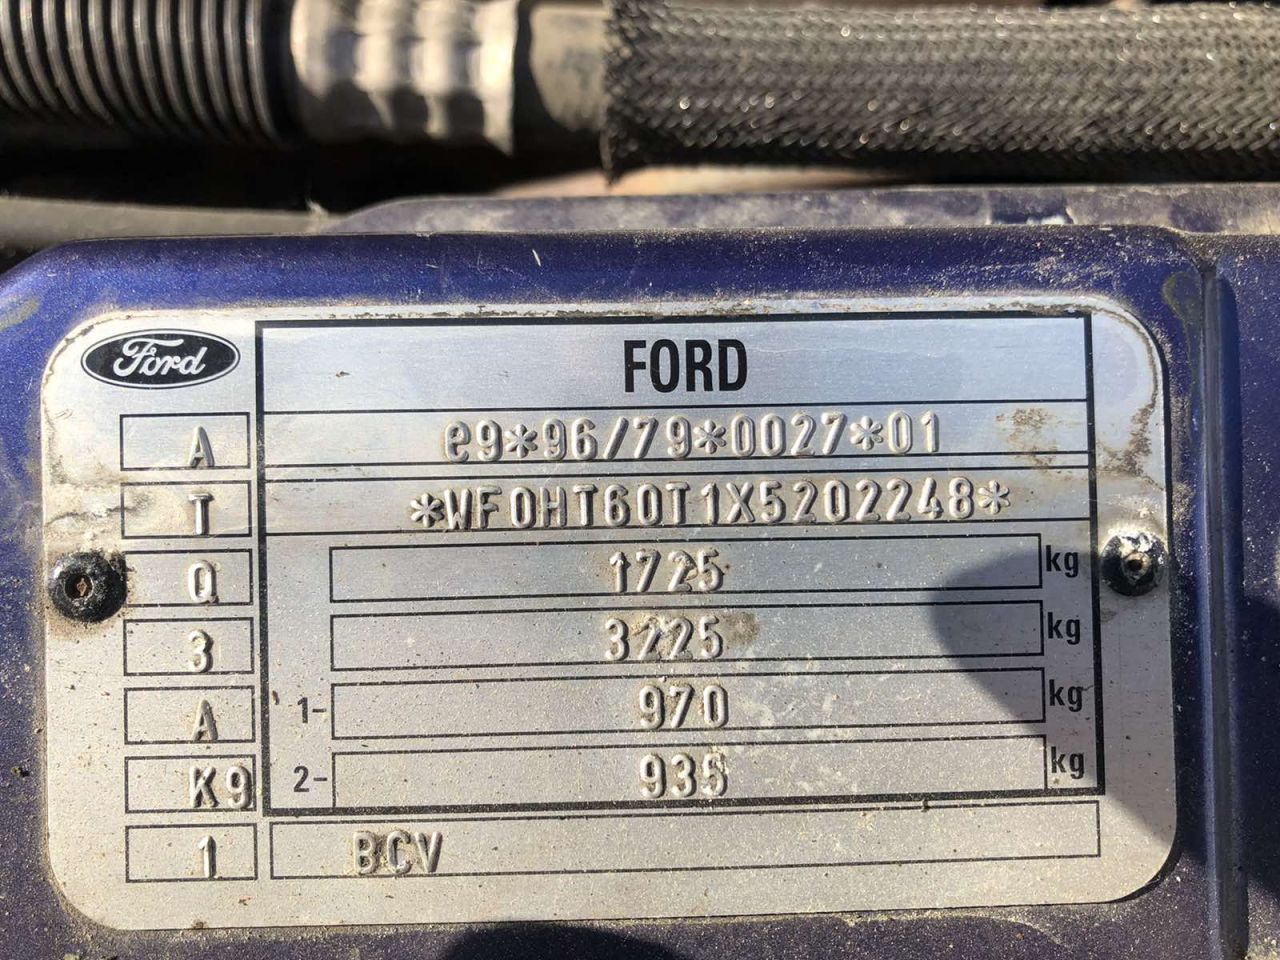 Ford
FORD
A e9*96/79*0027*01
T *WF0HT60T1X5202248*
Q 1725 kg
3 3225 kg
A 1- 970 kg
K9 2- 935 kg
1 BCV